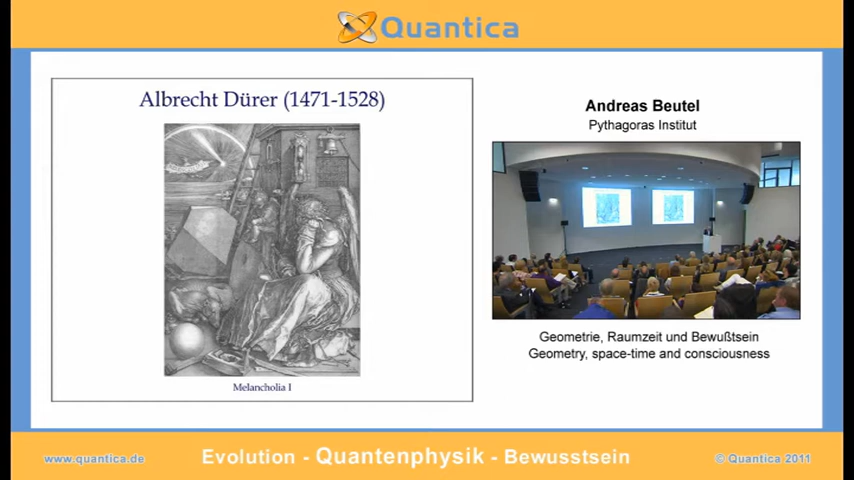 Quantica
Albrecht Dürer (1471-1528)
Melancholia I
Andreas Beutel
Pythagoras Institut
Geometrie, Raumzeit und Bewußtsein
Geometry, space-time and consciousness
www.quantica.de
Evolution - Quantenphysik - Bewusstsein
© Quantica 2011